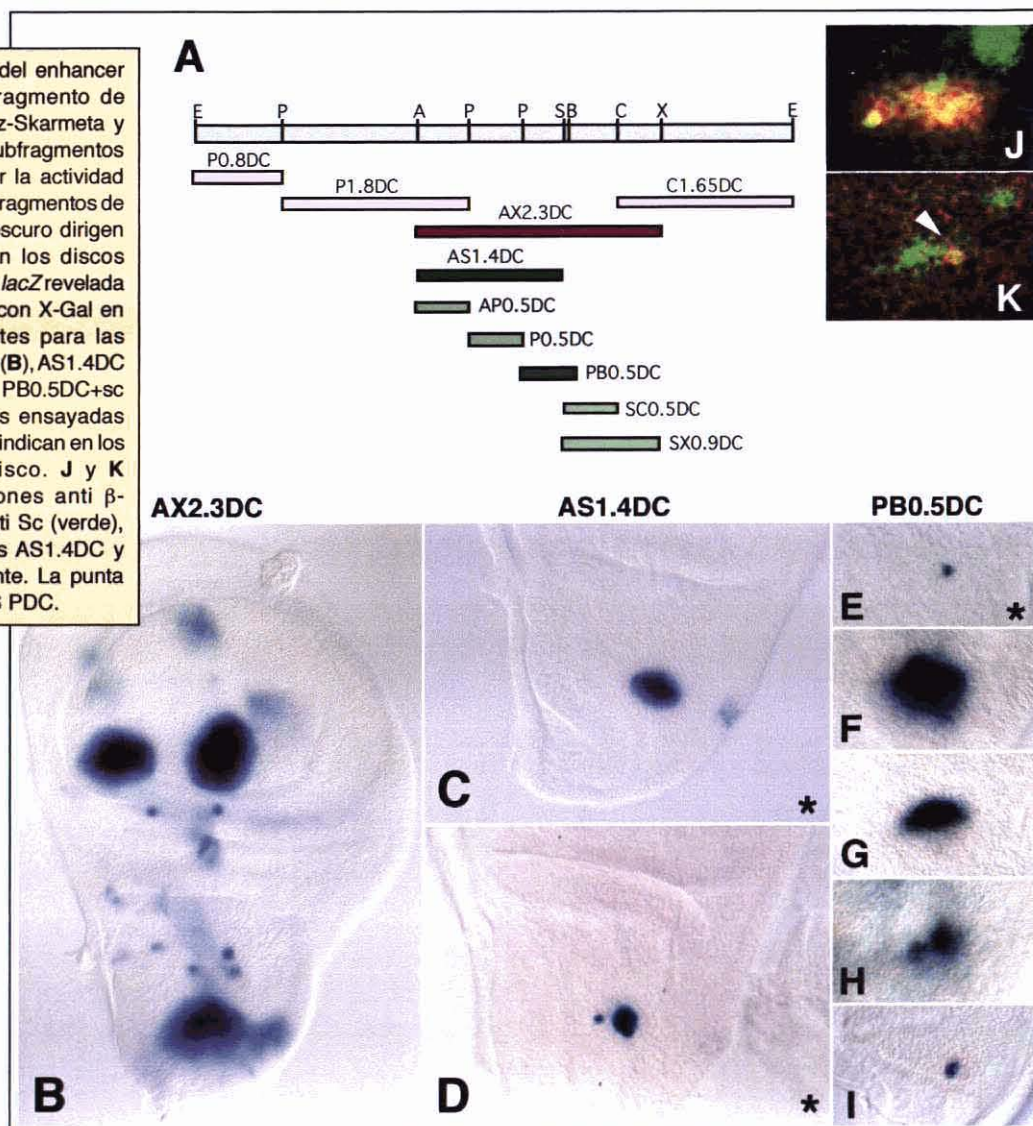 del enhancer
ragmento de
z-Skarmeta y
ubfragmentos
r la actividad
ragmentos de
scuro dirigen
n los discos
lacZ revelada
con X-Gal en
tes para las
(B), AS1.4DC
PB0.5DC+sc
s ensayadas
indican en los
isco. J y K
ones anti β-
ti Sc (verde),
s AS1.4DC y
nte. La punta
S PDC.
A
E P A P P S B C X E
P0.8DC
P1.8DC
C1.65DC
AX2.3DC
AS1.4DC
AP0.5DC
P0.5DC
PB0.5DC
SC0.5DC
SX0.9DC
J
K
AX2.3DC
AS1.4DC
PB0.5DC
B
C *
D *
E *
F
G
H
I